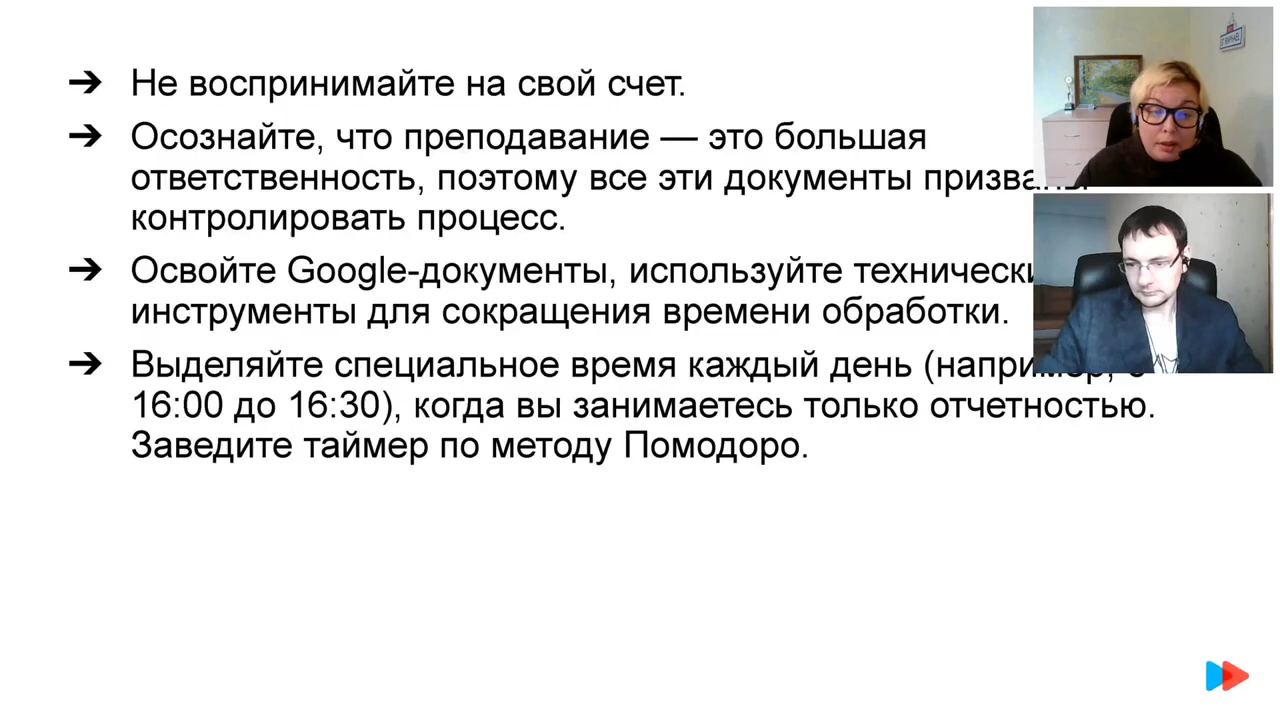 ➔ Не воспринимайте на свой счет.
➔ Осознайте, что преподавание — это большая
ответственность, поэтому все эти документы призваны
контролировать процесс.
➔ Освойте Google-документы, используйте
инструменты для сокращения времени обработки.
➔ Выделяйте специальное время каждый день (например,
16:00 до 16:30), когда вы занимаетесь только отчетностью.
Заведите таймер по методу Помодоро.